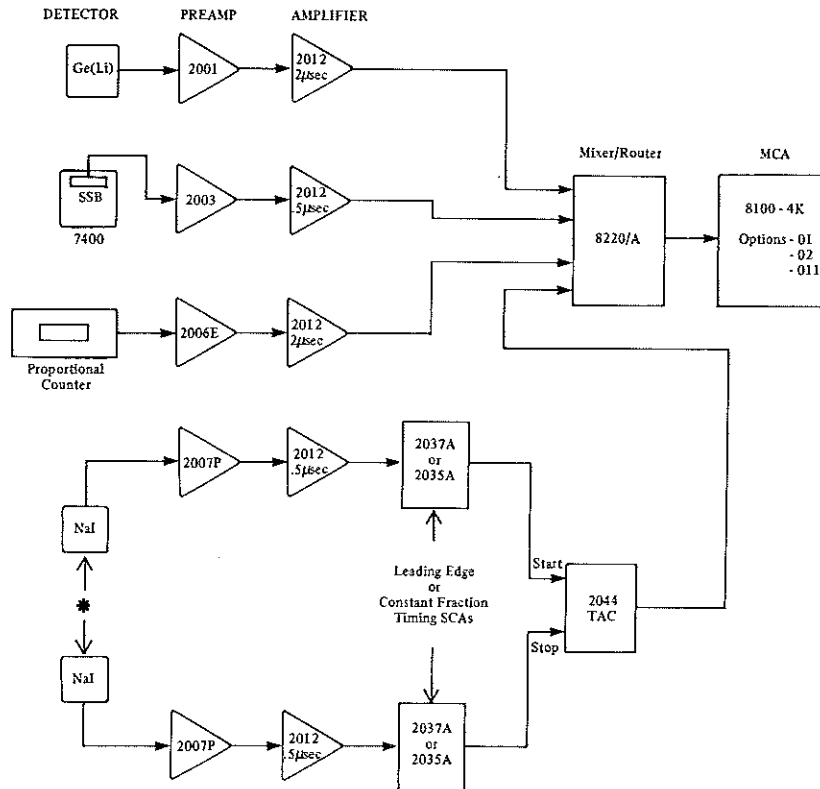 DETECTOR PREAMP AMPLIFIER
Ge(Li)
2001
2012
2μsec
Mixer/Router
MCA
SSB
7400
2003
2012
.5μsec
8220/A
8100 - 4K
Options - 01
- 02
- 011
Proportional
Counter
2006E
2012
2μsec
NaI
2007P
2012
.5μsec
2037A
or
2035A
Leading Edge
or
Constant Fraction
Timing SCAs
Start
2044
TAC
Stop
NaI
2007P
2012
.5μsec
2037A
or
2035A